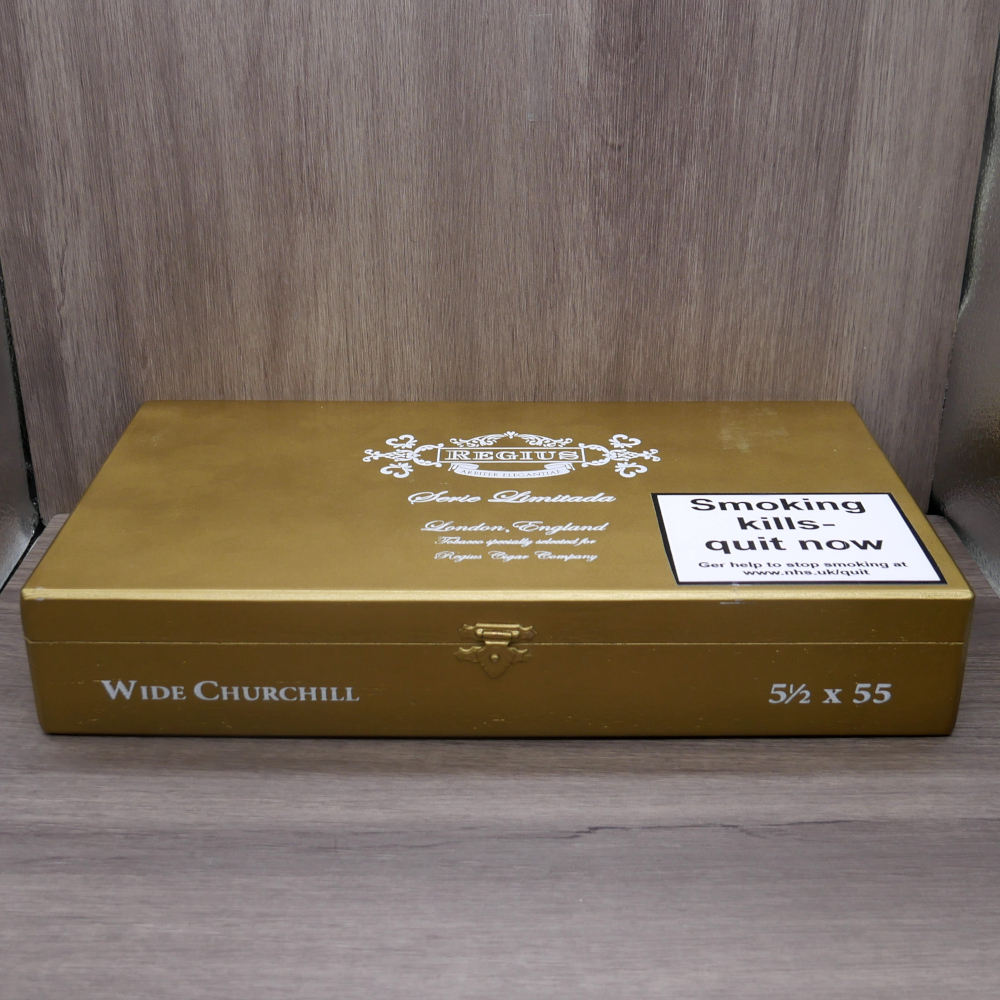 REGIUS
ARBITER ELEGANTIAE
Serie Limitada
London, England
Tobacco specially selected for
Regius Cigar Company
Smoking
kills-
quit now
Ger help to stop smoking at
www.nhs.uk/quit
WIDE CHURCHILL
5½ x 55